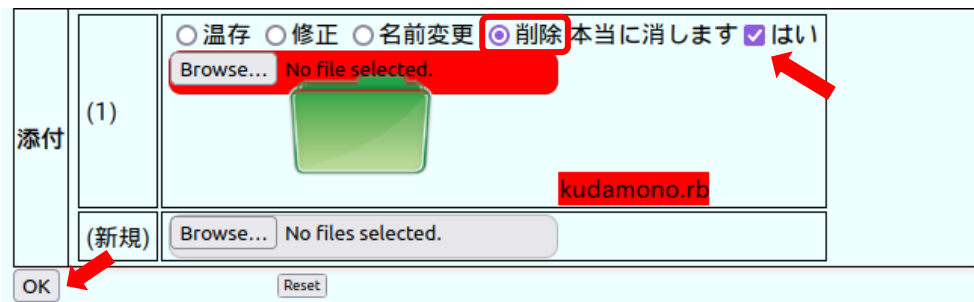 温存 修正 名前変更 削除 本当に消します はい
Browse... No file selected.
(1)
添付
kudamono.rb
(新規) Browse... No files selected.
OK Reset